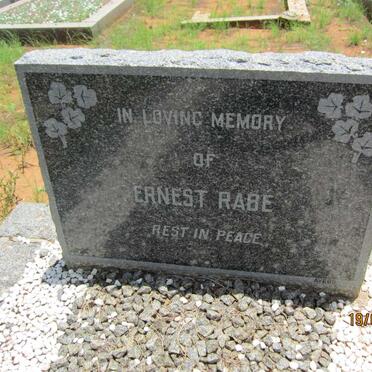 IN LOVING MEMORY
OF
ERNEST RABE
REST IN PEACE